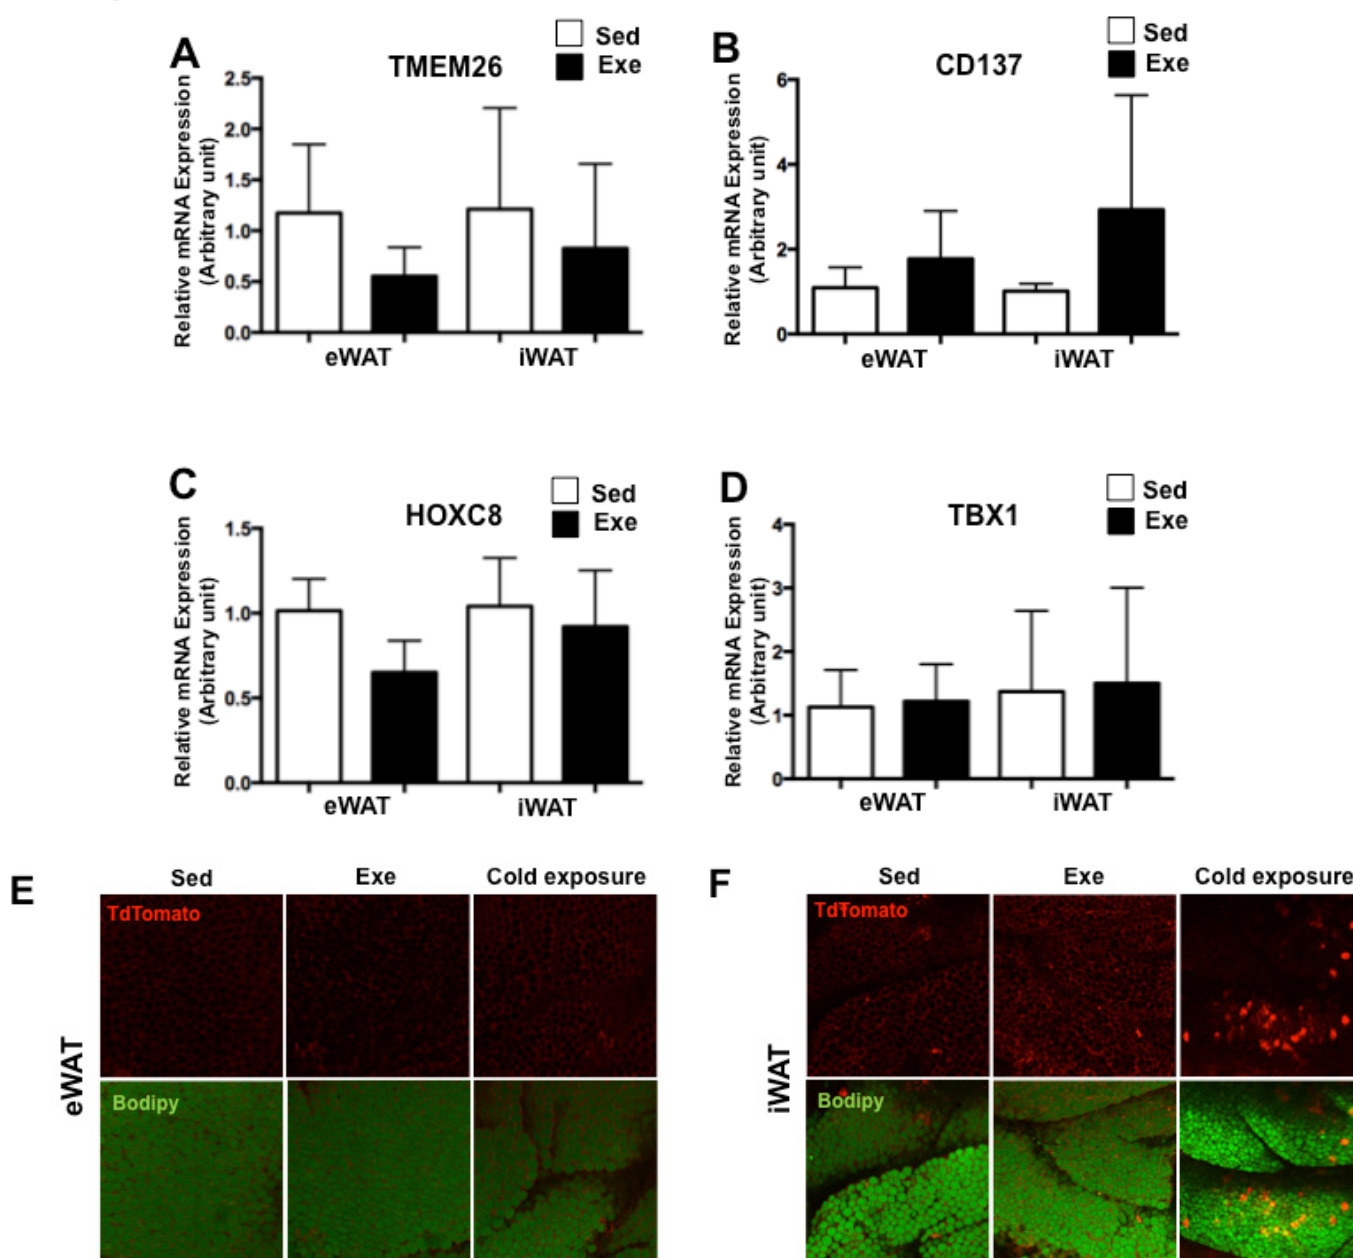 A
TMEM26
Sed
Exe
Relative mRNA Expression
(Arbitrary unit)
2.5
2.0
1.5
1.0
0.5
0.0
eWAT
iWAT
B
CD137
Sed
Exe
Relative mRNA Expression
(Arbitrary unit)
6
4
2
0
eWAT
iWAT
C
HOXC8
Sed
Exe
Relative mRNA Expression
(Arbitrary unit)
1.5
1.0
0.5
0.0
eWAT
iWAT
D
TBX1
Sed
Exe
Relative mRNA Expression
(Arbitrary unit)
4
3
2
1
0
eWAT
iWAT
E
Sed
Exe
Cold exposure
TdTomato
eWAT
Bodipy
F
Sed
Exe
Cold exposure
TdTomato
iWAT
Bodipy